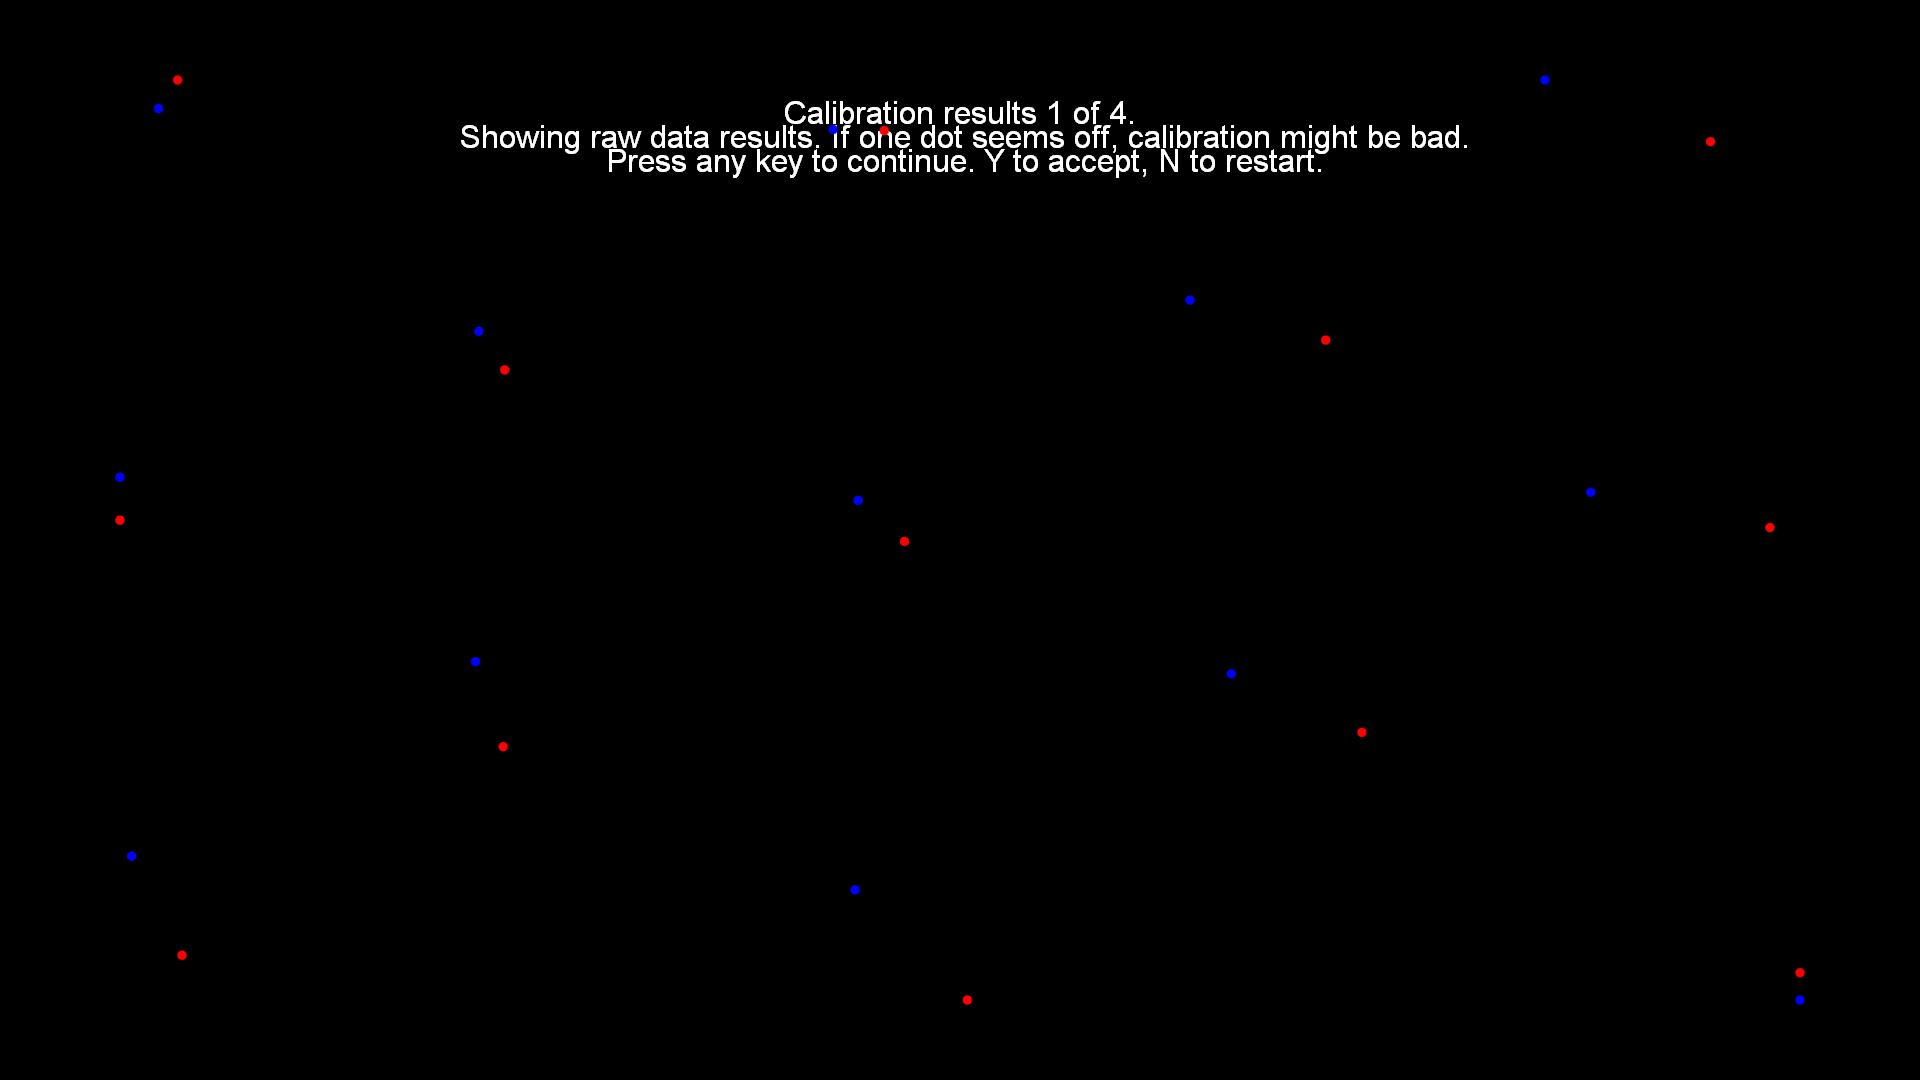 Calibration results 1 of 4.
Showing raw data results. If one dot seems off, calibration might be bad.
Press any key to continue. Y to accept, N to restart.